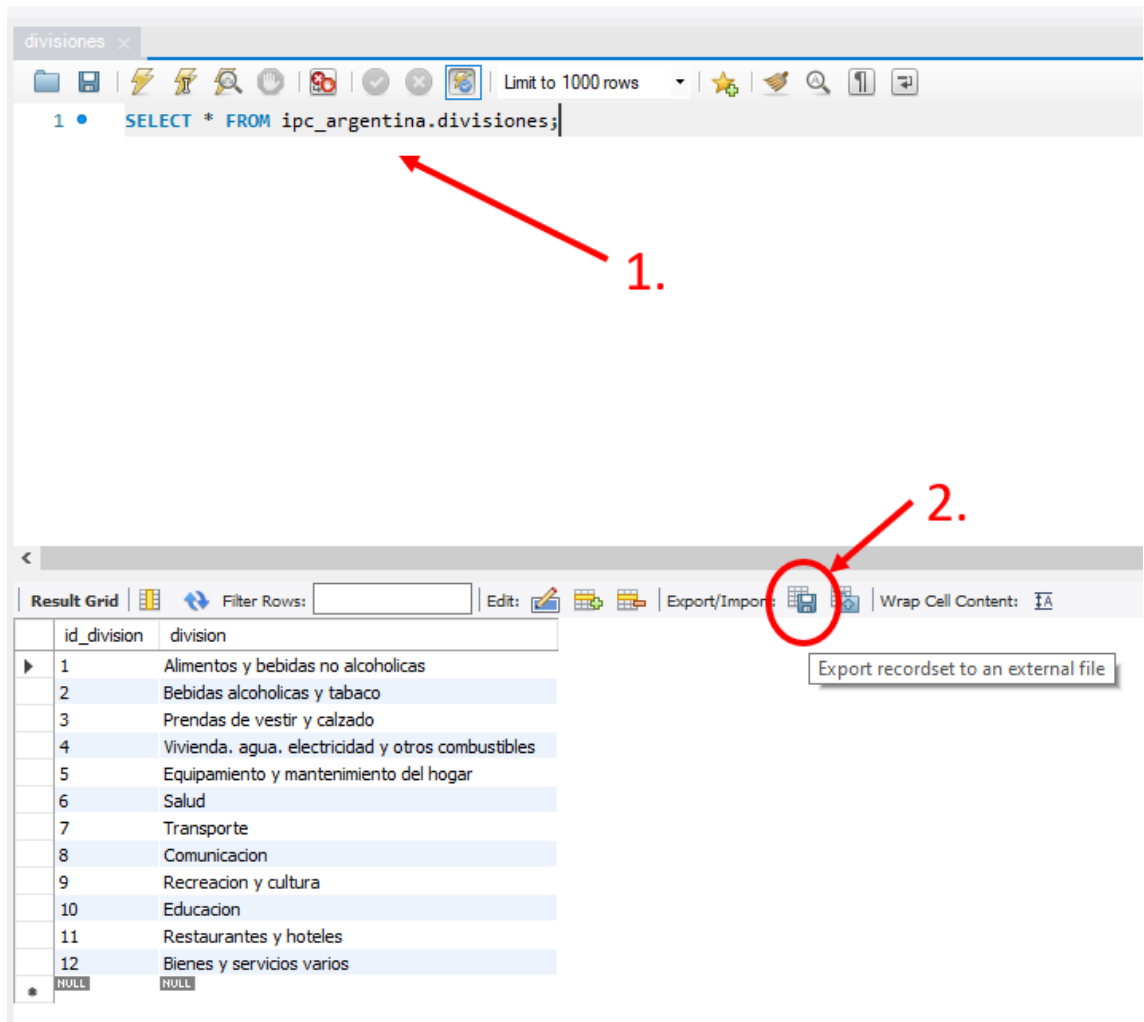 divisiones
Limit to 1000 rows
1 SELECT * FROM ipc_argentina.divisiones;
1.
2.
Result Grid Filter Rows: Edit: Export/Import: Wrap Cell Content: IA
id_division division
1 Alimentos y bebidas no alcoholicas
Export recordset to an external file
2 Bebidas alcoholicas y tabaco
3 Prendas de vestir y calzado
4 Vivienda. agua. electricidad y otros combustibles
5 Equipamiento y mantenimiento del hogar
6 Salud
7 Transporte
8 Comunicacion
9 Recreacion y cultura
10 Educacion
11 Restaurantes y hoteles
12 Bienes y servicios varios
NULL NULL